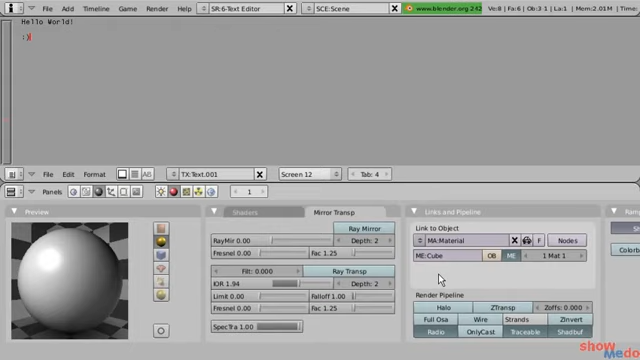 File Add Timeline Game Render Help SR:6-Text Editor SCE:Scene www.blender.org 242 Ve:8 | Fa:6 | Ob:3-1 | La:1 | Mem:2.01M | Time:
Hello World!
:)
File Edit Format AB TX:Text.001 Screen 12 Tab: 4
Panels 1
Preview Shaders Mirror Transp Links and Pipeline Ramps
Ray Mirror
RayMir 0.00 Depth: 2
Fresnel 0.00 Fac 1.25
Filt: 0.000 Ray Transp
IOR 1.94 Depth: 2
Limit 0.00 Falloff 1.00
Fresnel 0.00 Fac 1.25
SpecTra 1.00
Link to Object
MA:Material F Nodes
ME:Cube OB ME 1 Mat 1
Render Pipeline
Halo ZTransp Zoffs: 0.000
Full Osa Wire Strands ZInvert
Radio OnlyCast Traceable Shadbuf
Colorb
show
Medo